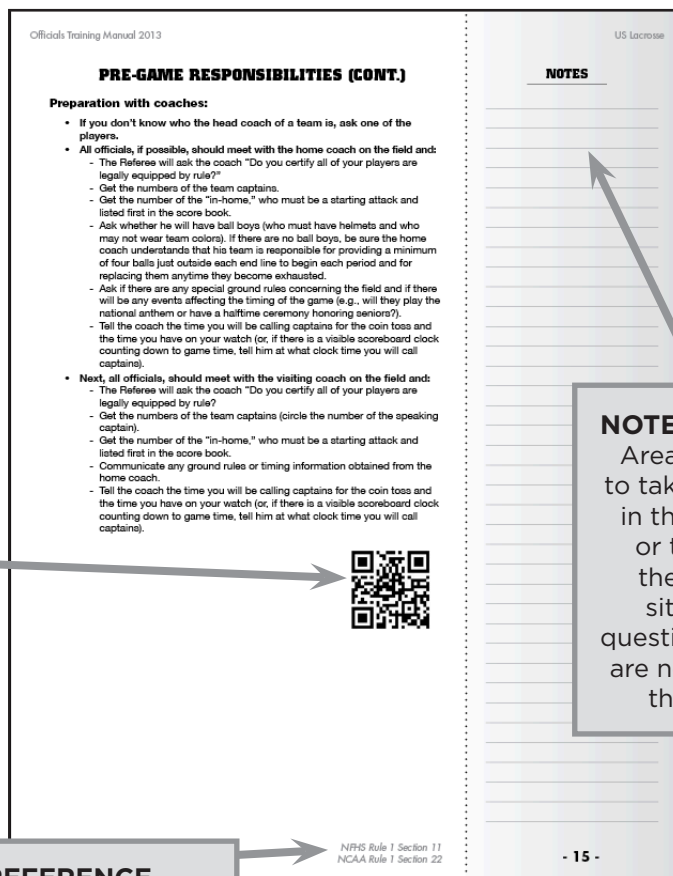 Officials Training Manual 2013
US Lacrosse
PRE-GAME RESPONSIBILITIES (CONT.)
Preparation with coaches:
• If you don't know who the head coach of a team is, ask one of the
players.
• All officials, if possible, should meet with the home coach on the field and:
- The Referee will ask the coach "Do you certify all of your players are
legally equipped by rule?"
- Get the numbers of the team captains.
- Get the number of the "in-home," who must be a starting attack and
listed first in the score book.
- Ask whether he will have ball boys (who must have helmets and who
may not wear team colors). If there are no ball boys, be sure the home
coach understands that his team is responsible for providing a minimum
of four balls just outside each end line to begin each period and for
replacing them anytime they become exhausted.
- Ask if there are any special ground rules concerning the field and if there
will be any events affecting the timing of the game (e.g., will they play the
national anthem or have a halftime ceremony honoring seniors?).
- Tell the coach the time you will be calling captains for the coin toss and
the time you have on your watch (or, if there is a visible scoreboard clock
counting down to game time, tell him at what clock time you will call
captains).
• Next, all officials, should meet with the visiting coach on the field and:
- The Referee will ask the coach "Do you certify all of your players are
legally equipped by rule?
- Get the numbers of the team captains (circle the number of the speaking
captain).
- Get the number of the "in-home," who must be a starting attack and
listed first in the score book.
- Communicate any ground rules or timing information obtained from the
home coach.
- Tell the coach the time you will be calling captains for the coin toss and
the time you have on your watch (or, if there is a visible scoreboard clock
counting down to game time, tell him at what clock time you will call
captains).
NOTES
NOTE
Area
to tak
in th
or t
the
sit
questi
are n
th
REFERENCE
NFHS Rule 1 Section 11
NCAA Rule 1 Section 22
- 15 -